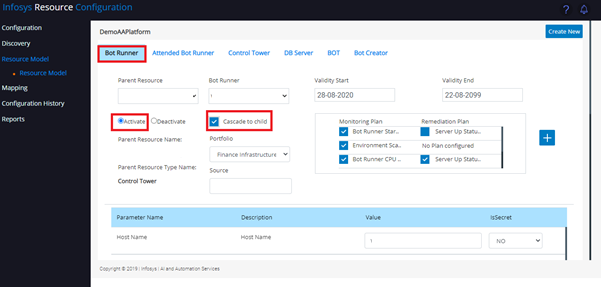 Infosys Resource Configuration
?
Configuration
Discovery
Resource Model
Resource Model
Mapping
Configuration History
Reports
DemoAAPlatform
Create New
Bot Runner
Attended Bot Runner
Control Tower
DB Server
BOT
Bot Creator
Parent Resource
Bot Runner
Validity Start
Validity End
1
28-08-2020
22-08-2099
Activate
Deactivate
Cascade to child
Monitoring Plan
Remediation Plan
Bot Runner Star...
Server Up Statu...
Environment Sca...
No Plan configured
Bot Runner CPU ...
Server Up Statu...
+
Parent Resource Name:
Portfolio
Finance Infrastructure
Parent Resource Type Name:
Source
Control Tower
Parameter Name
Description
Value
IsSecret
Host Name
Host Name
1
NO
Copyright © 2019 | Infosys | AI and Automation Services